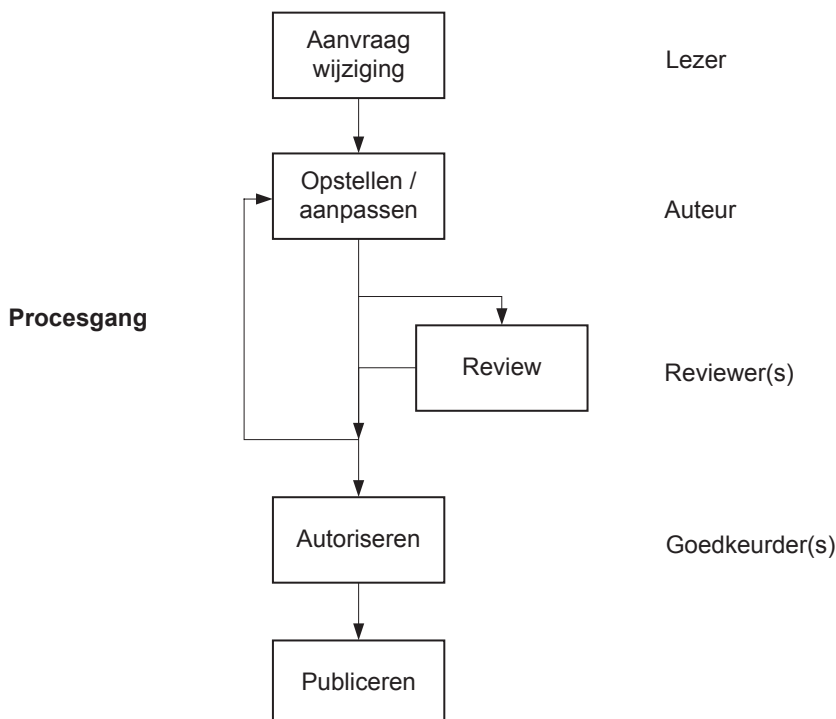 Aanvraag
wijziging
Lezer
Opstellen /
aanpassen
Auteur
Procesgang
Review
Reviewer(s)
Autoriseren
Goedkeurder(s)
Publiceren